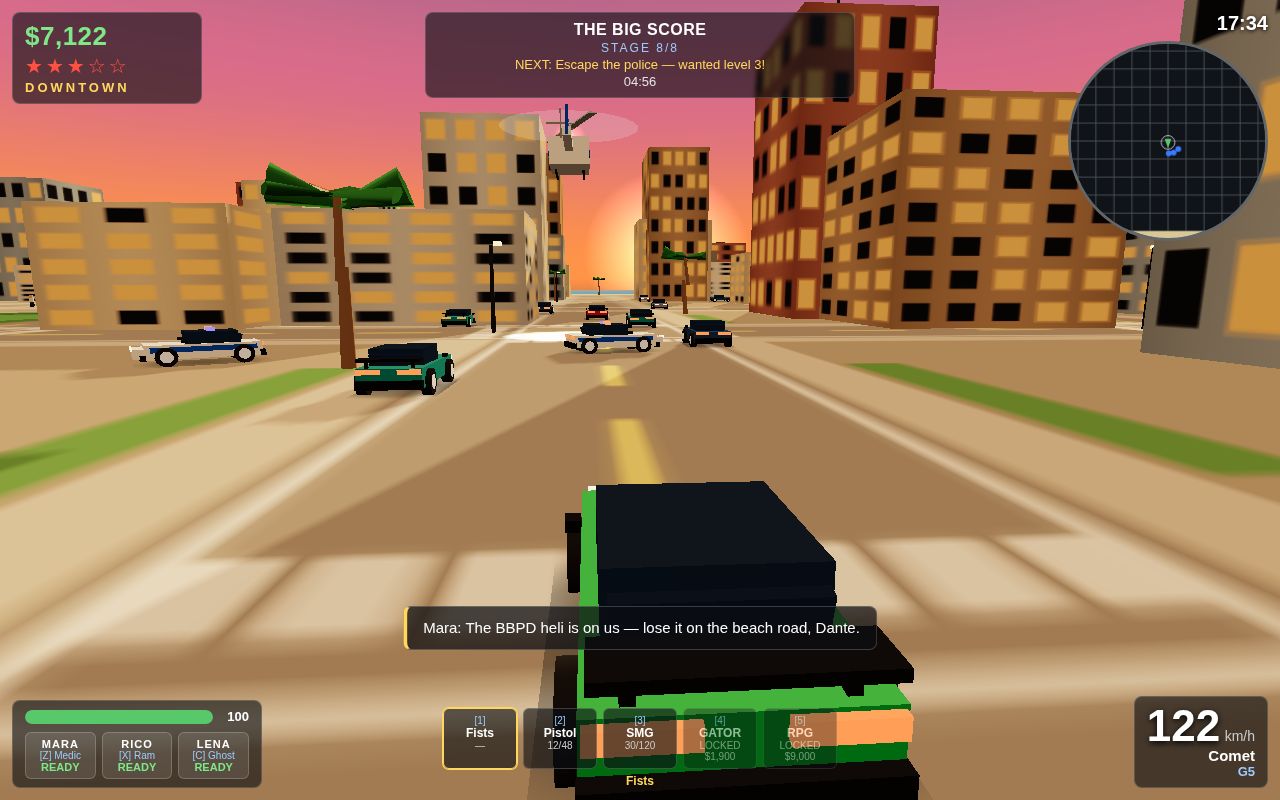 $7,122
★★★☆☆
DOWNTOWN
THE BIG SCORE
STAGE 8/8
NEXT: Escape the police — wanted level 3!
04:56
17:34
Mara: The BBPD heli is on us — lose it on the beach road, Dante.
100
MARA
[Z] Medic
READY
RICO
[X] Ram
READY
LENA
[C] Ghost
READY
[1]
Fists
—
[2]
Pistol
12/48
[3]
SMG
30/120
[4]
GATOR
LOCKED
$1,900
[5]
RPG
LOCKED
$9,000
Fists
122 km/h
Comet
G5